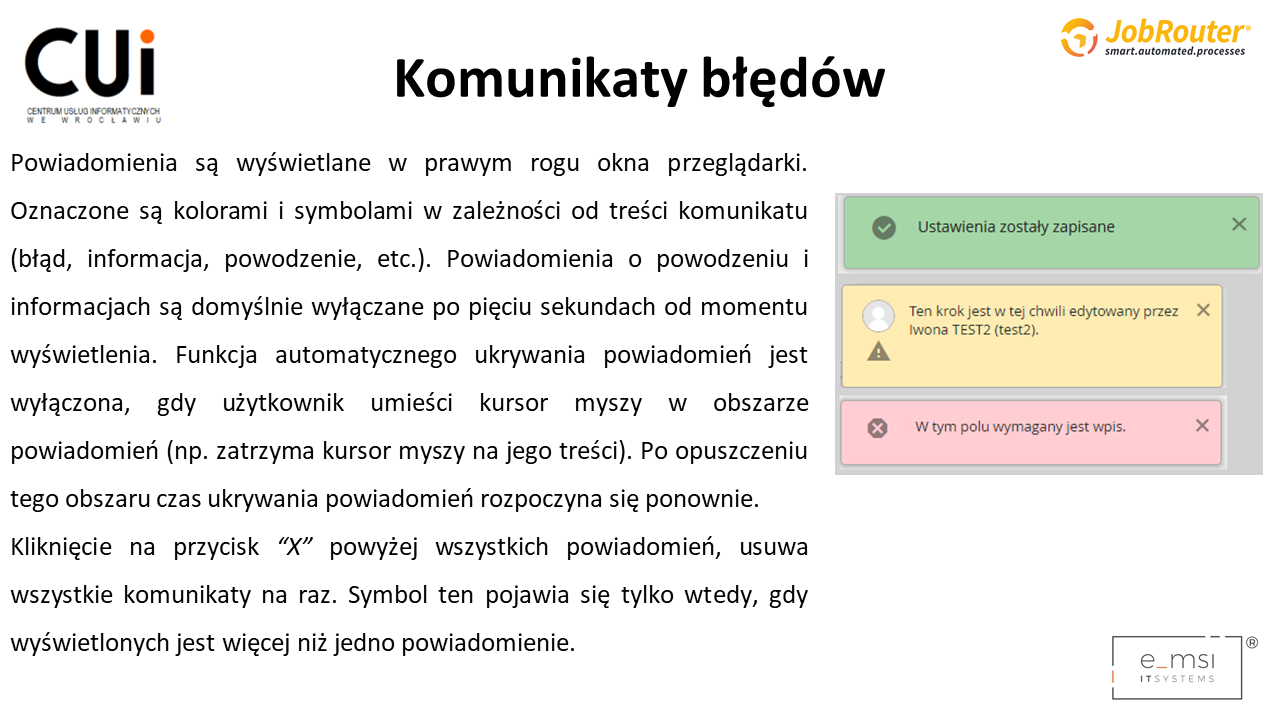 CUi
CENTRUM USŁUG INFORMATYCZNYCH
WE WROCŁAWIU
JobRouter®
smart.automated.processes
Komunikaty błędów
Powiadomienia są wyświetlane w prawym rogu okna przeglądarki.
Oznaczone są kolorami i symbolami w zależności od treści komunikatu
(błąd, informacja, powodzenie, etc.). Powiadomienia o powodzeniu i
informacjach są domyślnie wyłączane po pięciu sekundach od momentu
wyświetlenia. Funkcja automatycznego ukrywania powiadomień jest
wyłączona, gdy użytkownik umieści kursor myszy w obszarze
powiadomień (np. zatrzyma kursor myszy na jego treści). Po opuszczeniu
tego obszaru czas ukrywania powiadomień rozpoczyna się ponownie.
Kliknięcie na przycisk “X” powyżej wszystkich powiadomień, usuwa
wszystkie komunikaty na raz. Symbol ten pojawia się tylko wtedy, gdy
wyświetlonych jest więcej niż jedno powiadomienie.
Ustawienia zostały zapisane
Ten krok jest w tej chwili edytowany przez
Iwona TEST2 (test2).
W tym polu wymagany jest wpis.
e_msi ®
ITSYSTEMS